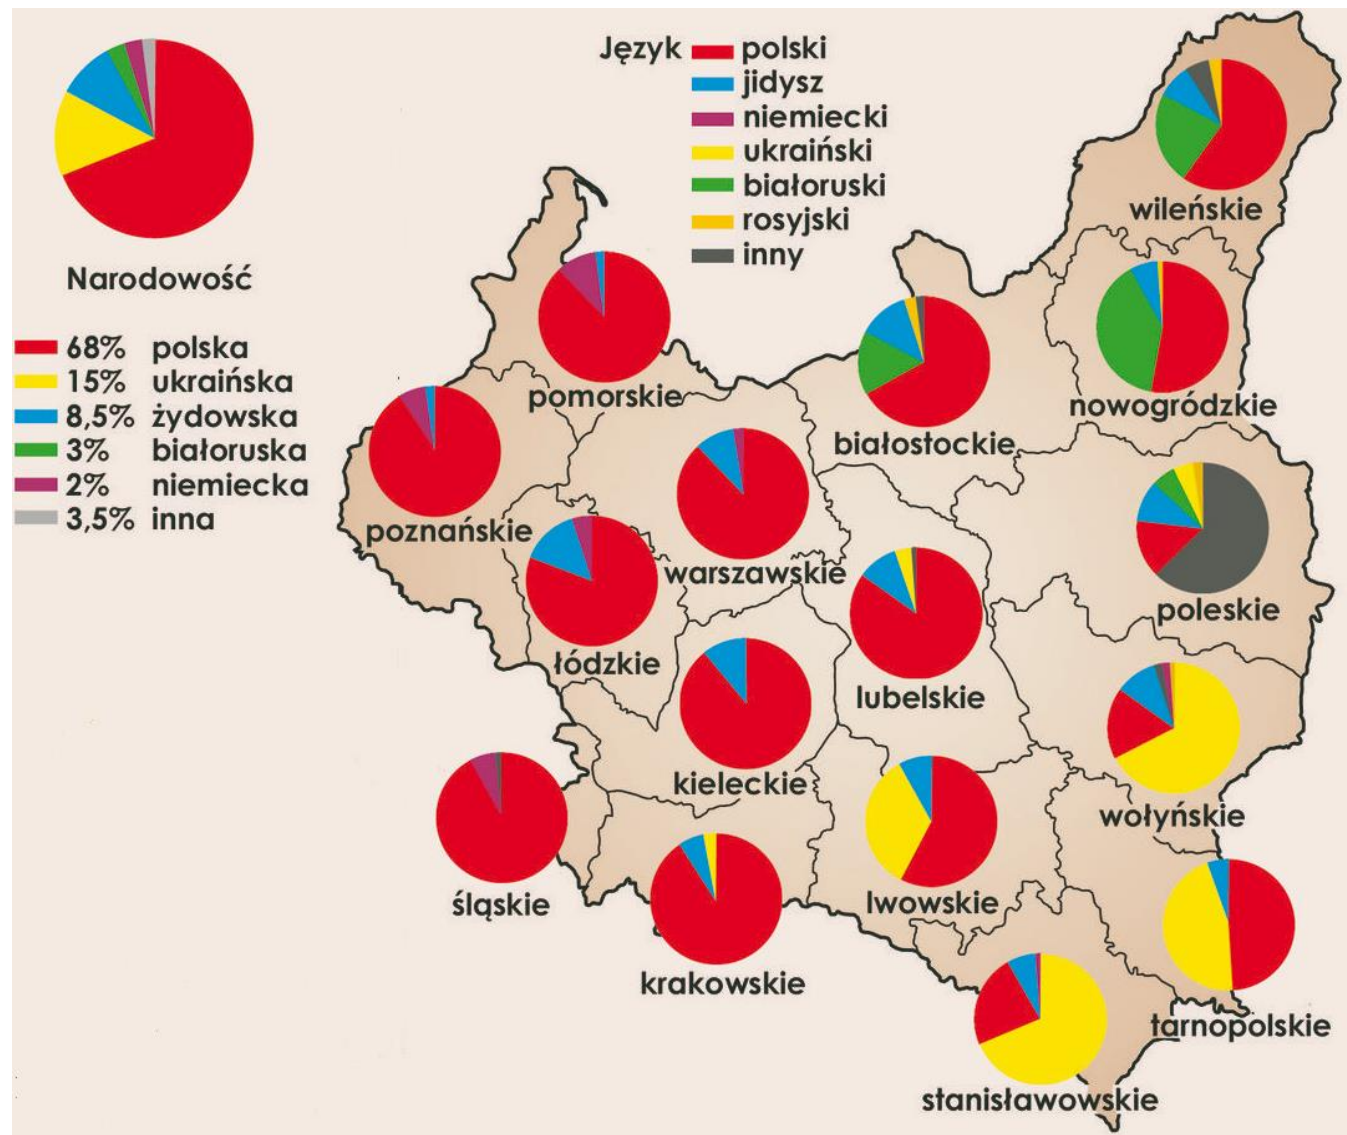 Narodowość
68% polska
15% ukraińska
8,5% żydowska
3% białoruska
2% niemiecka
3,5% inna
Język polski
jidysz
niemiecki
ukraiński
białoruski
rosyjski
inny
wileńskie
pomorskie
nowogródzkie
białostockie
poznańskie
warszawskie
poleskie
łódzkie
lubelskie
kieleckie
wołyńskie
śląskie
lwowskie
krakowskie
tarnopolskie
stanisławowskie